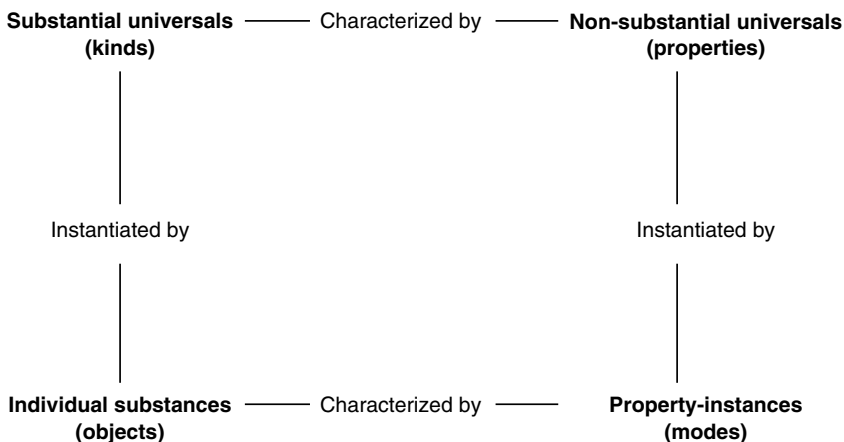 Substantial universals Characterized by Non-substantial universals
(kinds) (properties)
Instantiated by Instantiated by
Individual substances Characterized by Property-instances
(objects) (modes)